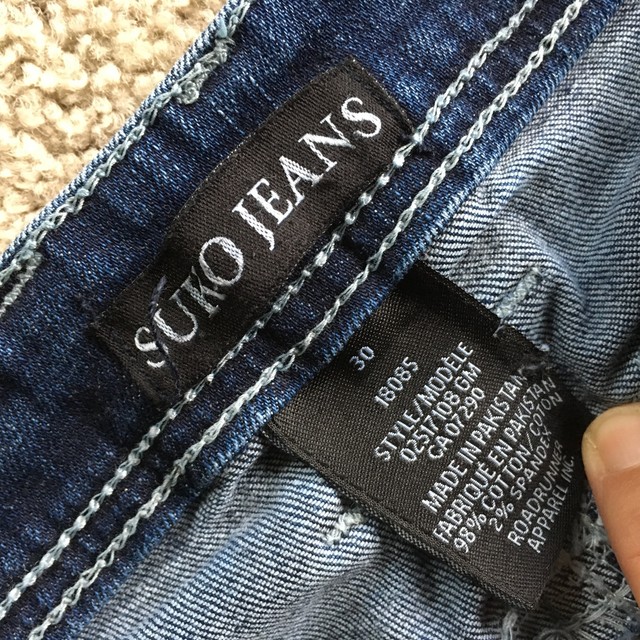 SUKO JEANS
30
18085
STYLE/MODÈLE
0257108 GM
CA 07290
MADE IN PAKISTAN
FABRIQUE EN PAKISTAN
98% COTTON/COTON
2% SPANDEX
ROADRUNNER
APPAREL INC.